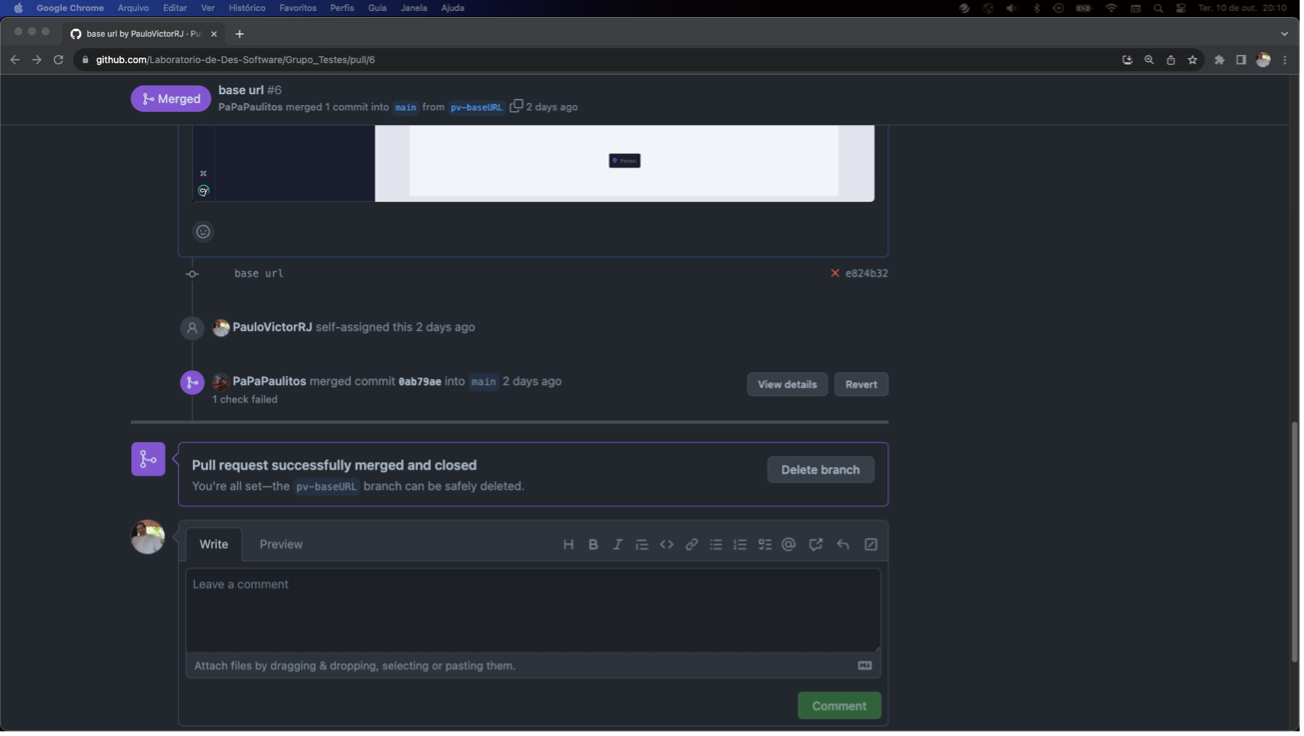 Google Chrome Arquivo Editar Ver Histórico Favoritos Perfis Guia Janela Ajuda Ter. 10 de out. 20:10
base url by PauloVictorRJ · Pu
github.com/Laboratorio-de-Des-Software/Grupo_Testes/pull/6
Merged
base url #6
PaPaPaulitos merged 1 commit into main from pv-baseURL 2 days ago
cy
base url e824b32
PauloVictorRJ self-assigned this 2 days ago
PaPaPaulitos merged commit 0ab79ae into main 2 days ago
View details Revert
1 check failed
Pull request successfully merged and closed
You're all set—the pv-baseURL branch can be safely deleted.
Delete branch
Write Preview
Leave a comment
Attach files by dragging & dropping, selecting or pasting them.
Comment